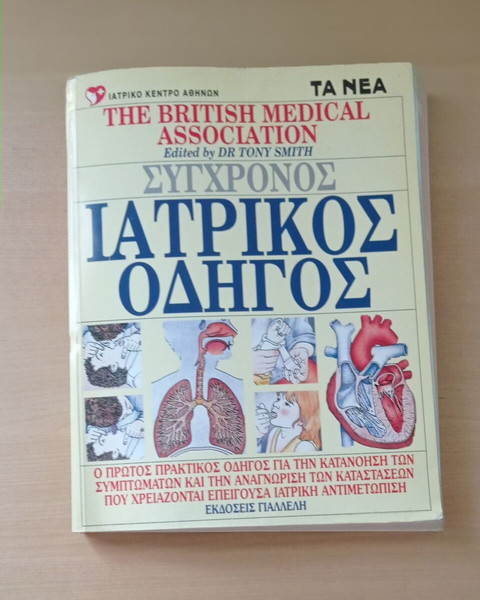 ΙΑΤΡΙΚΟ ΚΕΝΤΡΟ ΑΘΗΝΩΝ
ΤΑ ΝΕΑ
THE BRITISH MEDICAL
ASSOCIATION
Edited by DR TONY SMITH
ΣΥΓΧΡΟΝΟΣ
ΙΑΤΡΙΚΟΣ
ΟΔΗΓΟΣ
Ο ΠΡΩΤΟΣ ΠΡΑΚΤΙΚΟΣ ΟΔΗΓΟΣ ΓΙΑ ΤΗΝ ΚΑΤΑΝΟΗΣΗ ΤΩΝ
ΣΥΜΠΤΩΜΑΤΩΝ ΚΑΙ ΤΗΝ ΑΝΑΓΝΩΡΙΣΗ ΤΩΝ ΚΑΤΑΣΤΑΣΕΩΝ
ΠΟΥ ΧΡΕΙΑΖΟΝΤΑΙ ΕΠΕΙΓΟΥΣΑ ΙΑΤΡΙΚΗ ΑΝΤΙΜΕΤΩΠΙΣΗ
ΕΚΔΟΣΕΙΣ ΓΙΑΛΛΕΛΗ